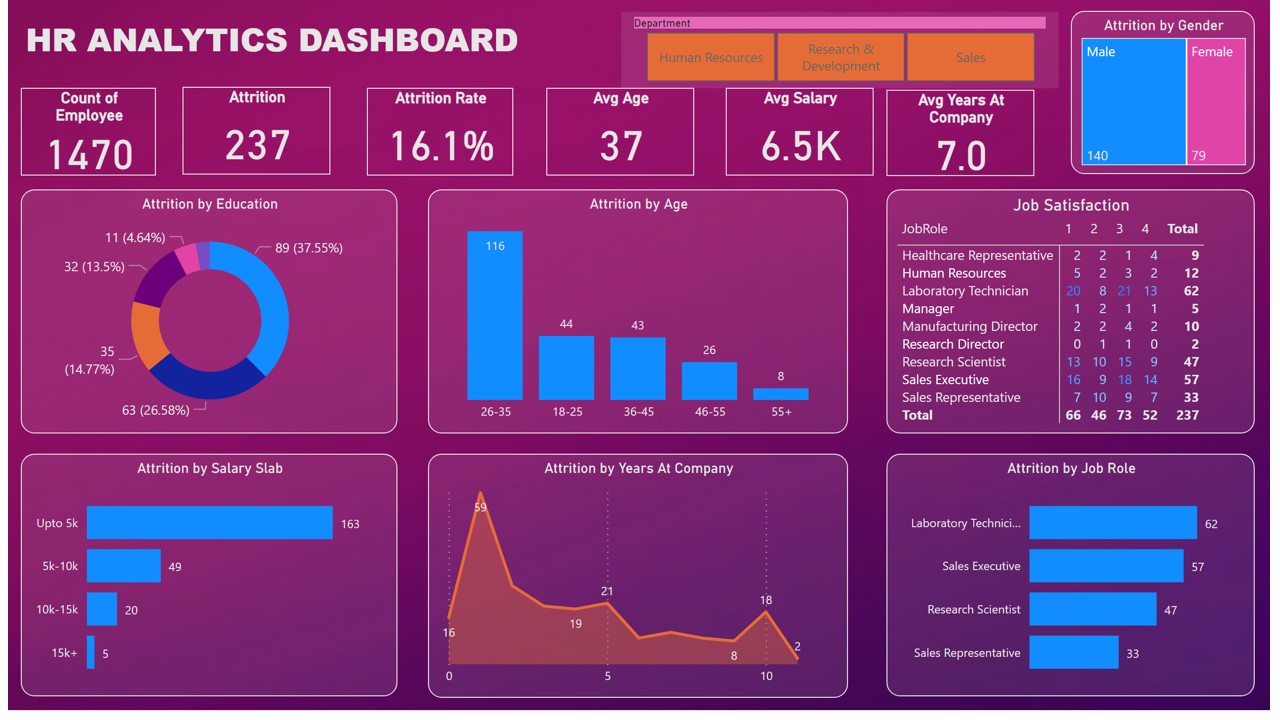 HR ANALYTICS DASHBOARD
Department
Human Resources
Research &
Development
Sales
Attrition by Gender
Male
Female
140
79
Count of
Employee
1470
Attrition
237
Attrition Rate
16.1%
Avg Age
37
Avg Salary
6.5K
Avg Years At
Company
7.0
Attrition by Education
11 (4.64%)
89 (37.55%)
32 (13.5%)
35
(14.77%)
63 (26.58%)
Attrition by Age
116
44
43
26
8
26-35 18-25 36-45 46-55 55+
Job Satisfaction
JobRole 1 2 3 4 Total
Healthcare Representative 2 2 1 4 9
Human Resources 5 2 3 2 12
Laboratory Technician 20 8 21 13 62
Manager 1 2 1 1 5
Manufacturing Director 2 2 4 2 10
Research Director 0 1 1 0 2
Research Scientist 13 10 15 9 47
Sales Executive 16 9 18 14 57
Sales Representative 7 10 9 7 33
Total 66 46 73 52 237
Attrition by Salary Slab
Upto 5k 163
5k-10k 49
10k-15k 20
15k+ 5
Attrition by Years At Company
59
21
18
16
19
8
2
0 5 10
Attrition by Job Role
Laboratory Technici... 62
Sales Executive 57
Research Scientist 47
Sales Representative 33